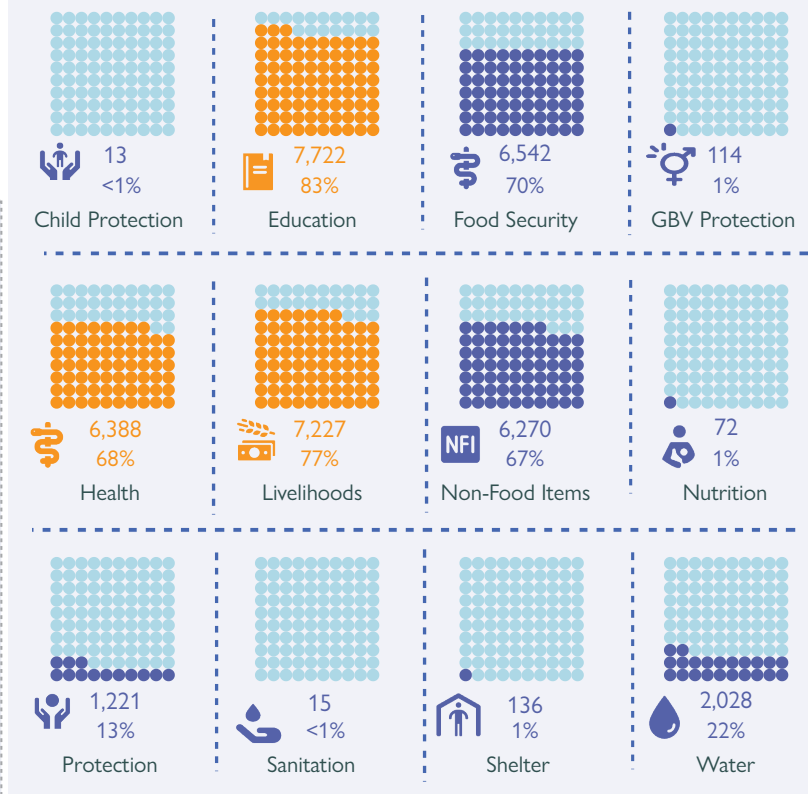 13
<1%
Child Protection
7,722
83%
Education
6,542
70%
Food Security
114
1%
GBV Protection
6,388
68%
Health
7,227
77%
Livelihoods
NFI
6,270
67%
Non-Food Items
72
1%
Nutrition
1,221
13%
Protection
15
<1%
Sanitation
136
1%
Shelter
2,028
22%
Water